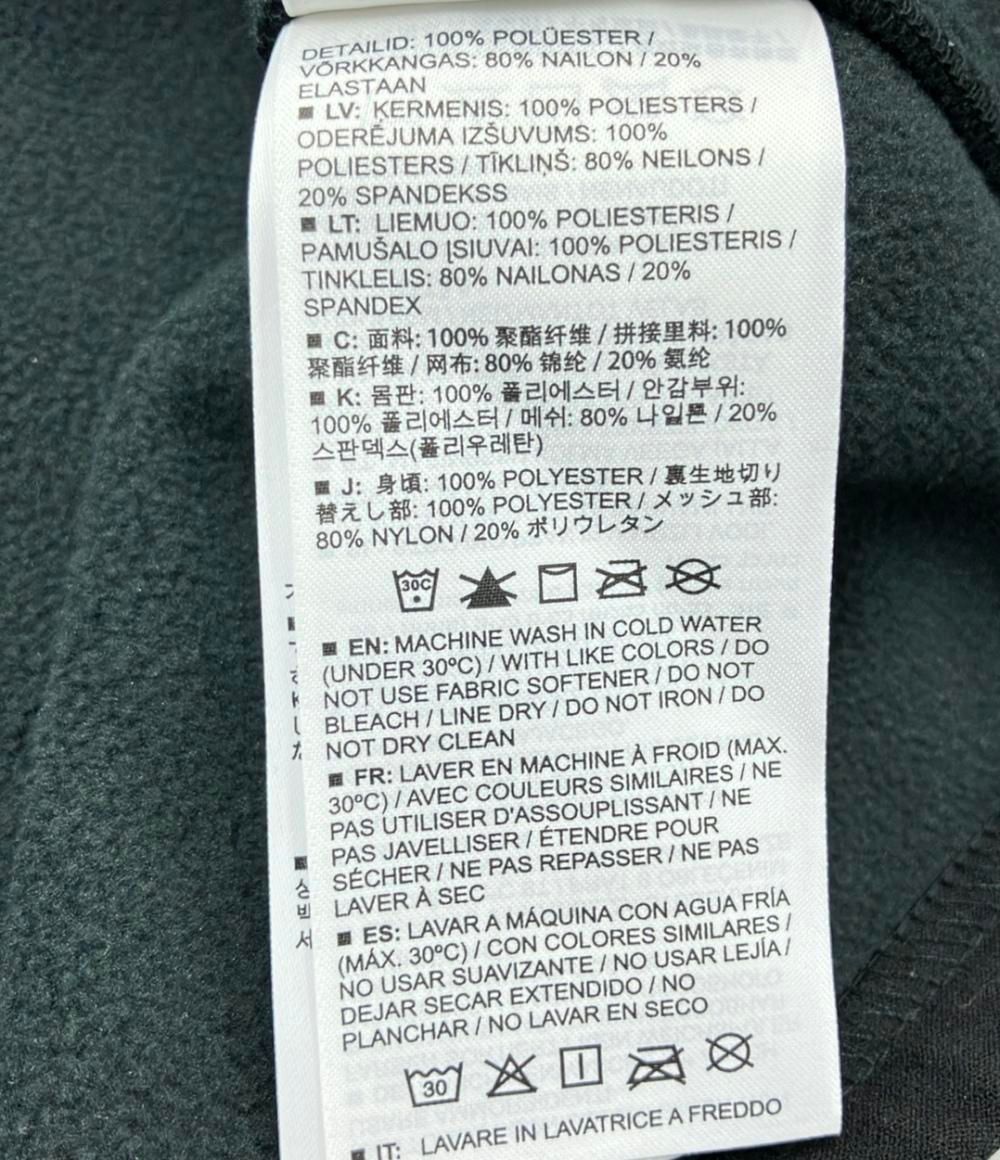 DETAILID: 100% POLÜESTER /
VÕRKKANGAS: 80% NAILON / 20%
ELASTAAN
LV: ĶERMENIS: 100% POLIESTERS /
ODERĒJUMA IZŠUVUMS: 100%
POLIESTERS / TĪKLIŅŠ: 80% NEILONS /
20% SPANDEKSS
LT: LIEMUO: 100% POLIESTERIS /
PAMUŠALO ĮSIUVAI: 100% POLIESTERIS /
TINKLELIS: 80% NAILONAS / 20%
SPANDEX
C: 面料: 100% 聚酯纤维 / 拼接里料: 100%
聚酯纤维 / 网布: 80% 锦纶 / 20% 氨纶
K: 몸판: 100% 폴리에스터 / 안감부위:
100% 폴리에스터 / 메쉬: 80% 나일론 / 20%
스판덱스(폴리우레탄)
J: 身頃: 100% POLYESTER / 裏生地切り
替えし部: 100% POLYESTER / メッシュ部:
80% NYLON / 20% ポリウレタン
30C
EN: MACHINE WASH IN COLD WATER
(UNDER 30ºC) / WITH LIKE COLORS / DO
NOT USE FABRIC SOFTENER / DO NOT
BLEACH / LINE DRY / DO NOT IRON / DO
NOT DRY CLEAN
FR: LAVER EN MACHINE À FROID (MAX.
30ºC) / AVEC COULEURS SIMILAIRES / NE
PAS UTILISER D'ASSOUPLISSANT / NE
PAS JAVELLISER / ÉTENDRE POUR
SÉCHER / NE PAS REPASSER / NE PAS
LAVER À SEC
ES: LAVAR A MÁQUINA CON AGUA FRÍA
(MÁX. 30ºC) / CON COLORES SIMILARES /
NO USAR SUAVIZANTE / NO USAR LEJÍA /
DEJAR SECAR EXTENDIDO / NO
PLANCHAR / NO LAVAR EN SECO
30
IT: LAVARE IN LAVATRICE A FREDDO